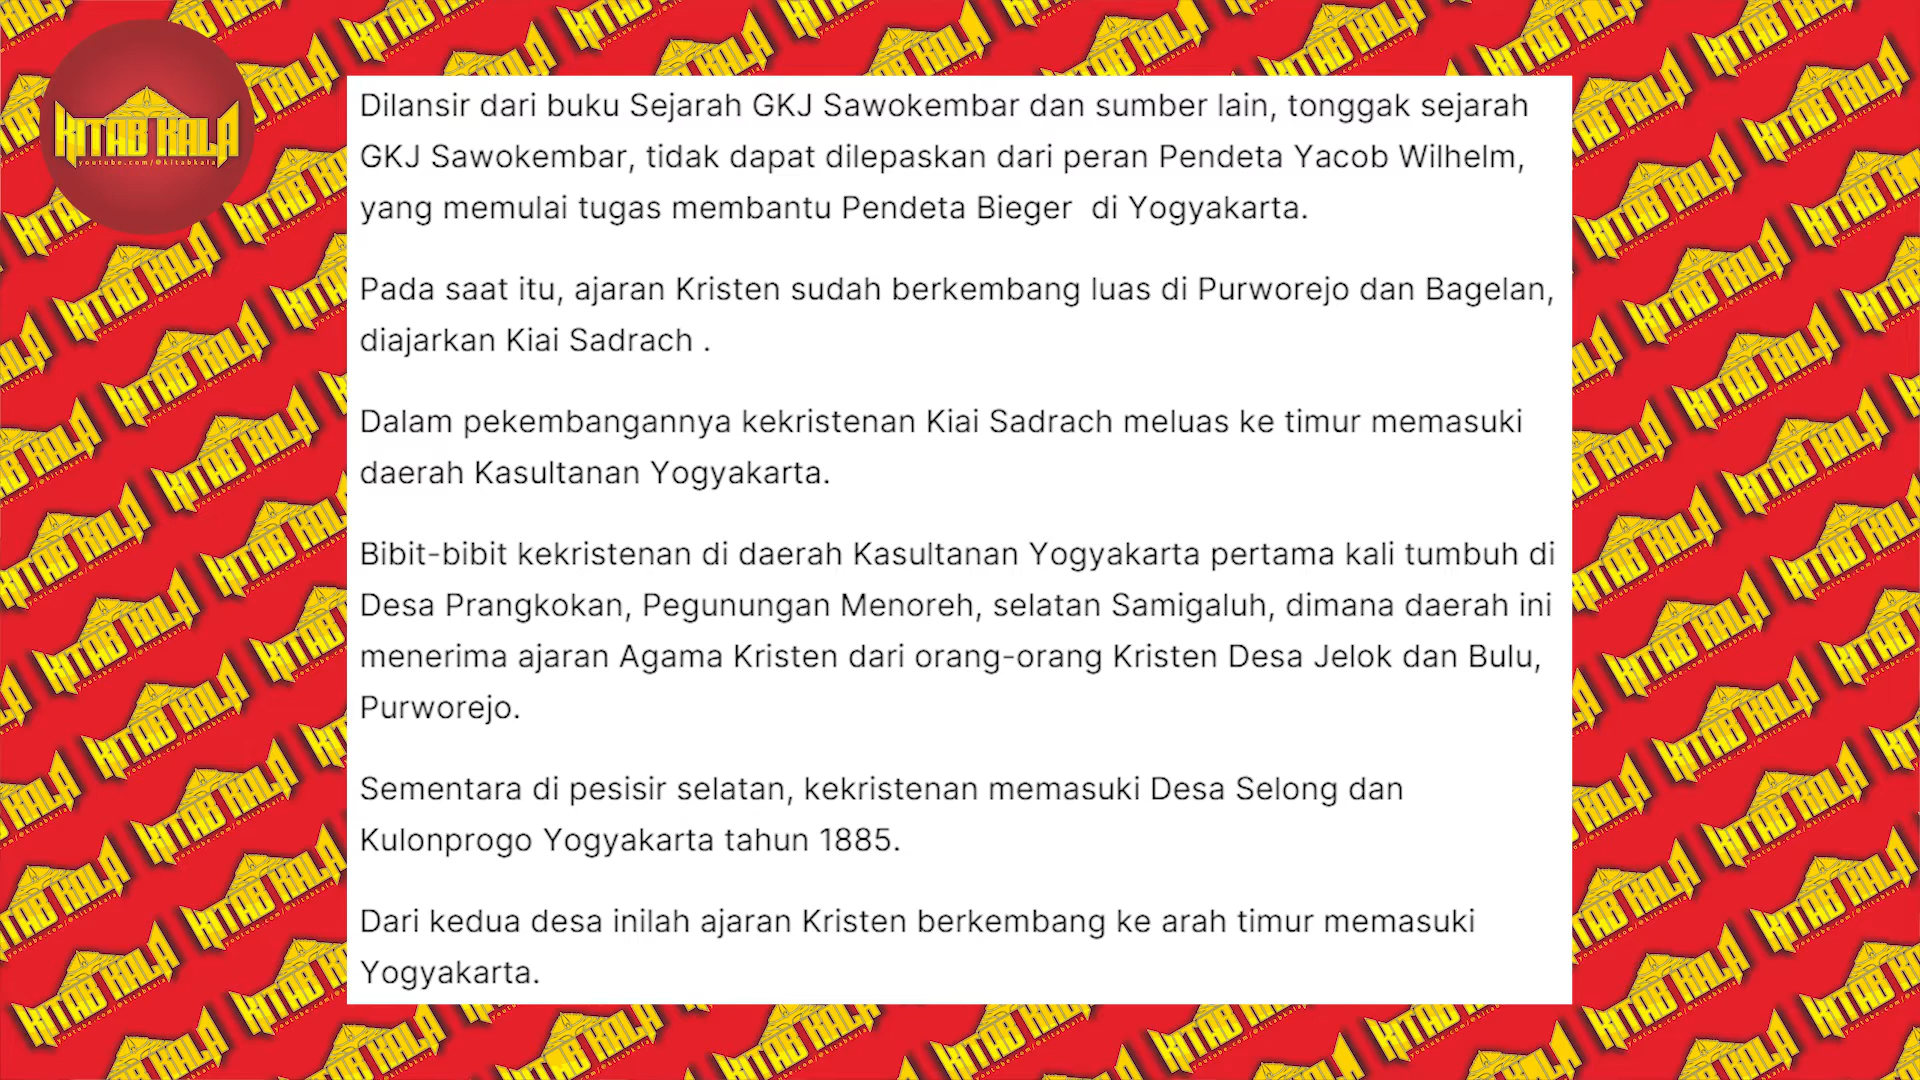 KITAB KALA
youtube.com/@kitabkala
Dilansir dari buku Sejarah GKJ Sawokembar dan sumber lain, tonggak sejarah
GKJ Sawokembar, tidak dapat dilepaskan dari peran Pendeta Yacob Wilhelm,
yang memulai tugas membantu Pendeta Bieger di Yogyakarta.
Pada saat itu, ajaran Kristen sudah berkembang luas di Purworejo dan Bagelan,
diajarkan Kiai Sadrach .
Dalam pekembangannya kekristenan Kiai Sadrach meluas ke timur memasuki
daerah Kasultanan Yogyakarta.
Bibit-bibit kekristenan di daerah Kasultanan Yogyakarta pertama kali tumbuh di
Desa Prangkokan, Pegunungan Menoreh, selatan Samigaluh, dimana daerah ini
menerima ajaran Agama Kristen dari orang-orang Kristen Desa Jelok dan Bulu,
Purworejo.
Sementara di pesisir selatan, kekristenan memasuki Desa Selong dan
Kulonprogo Yogyakarta tahun 1885.
Dari kedua desa inilah ajaran Kristen berkembang ke arah timur memasuki
Yogyakarta.